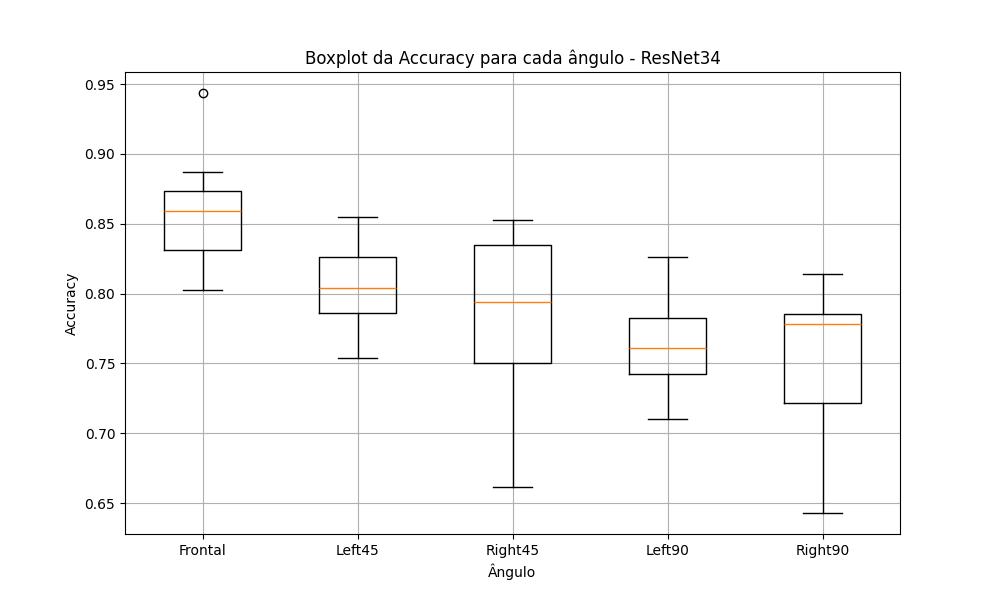 Boxplot da Accuracy para cada ângulo - ResNet34
0.95
0.90
0.85
0.80
0.75
0.70
0.65
Accuracy
Frontal
Left45
Right45
Left90
Right90
Ângulo